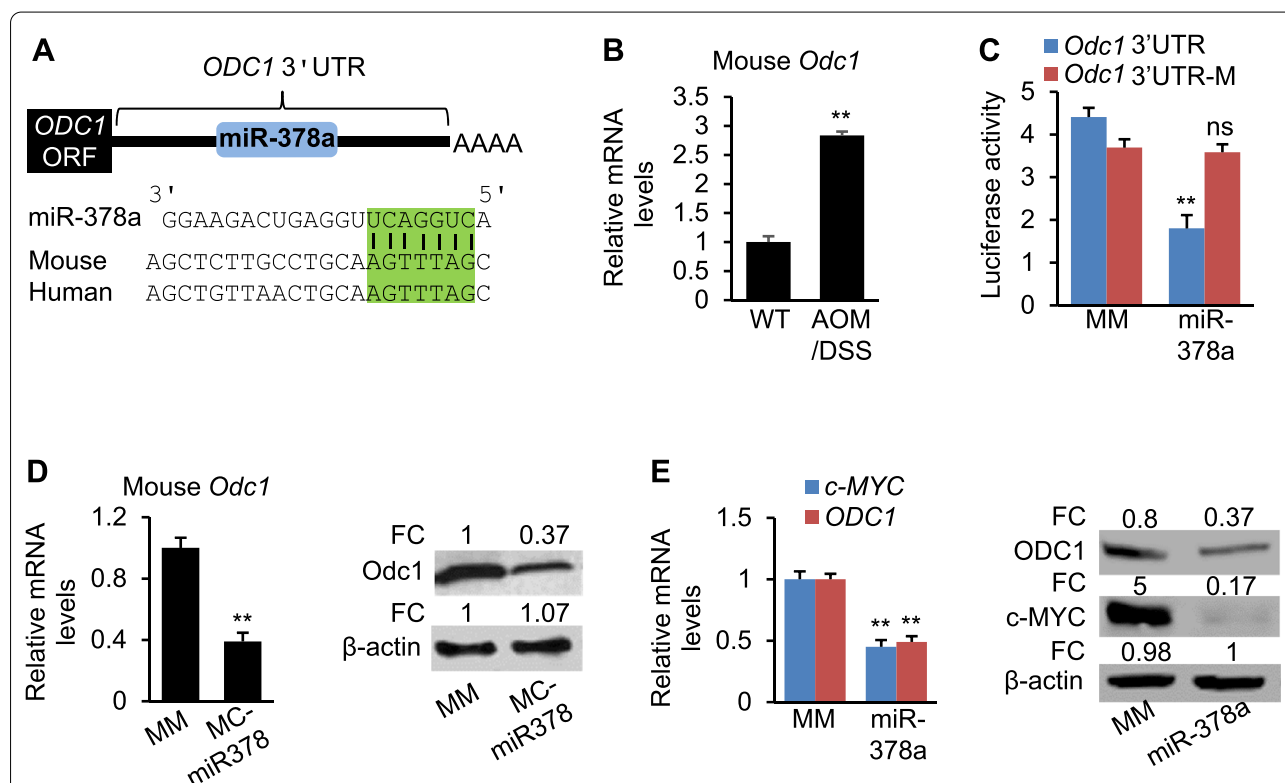 A
ODC1 3'UTR
ODC1
ORF
miR-378a
AAAA
3' 5'
miR-378a GGAAGACUGAGGUUCAGGUCA
Mouse AGCTCTTGCCTGCAAGTTTAGC
Human AGCTGTTAACTGCAAGTTTAGC
B
Mouse Odc1
Relative mRNA
levels
3.5
3
2.5
2
1.5
1
0.5
0
**
WT AOM
/DSS
C
Odc1 3'UTR
Odc1 3'UTR-M
Luciferase activity
5
4
3
2
1
0
**
ns
MM miR-
378a
D
Mouse Odc1
Relative mRNA
levels
1.2
0.8
0.4
0
**
MM MC-
miR378
FC 1 0.37
Odc1
FC 1 1.07
β-actin
MM MC-
miR378
E
c-MYC
ODC1
Relative mRNA
levels
1.5
1
0.5
0
** **
MM miR-
378a
FC 0.8 0.37
ODC1
FC 5 0.17
c-MYC
FC 0.98 1
β-actin
MM miR-378a